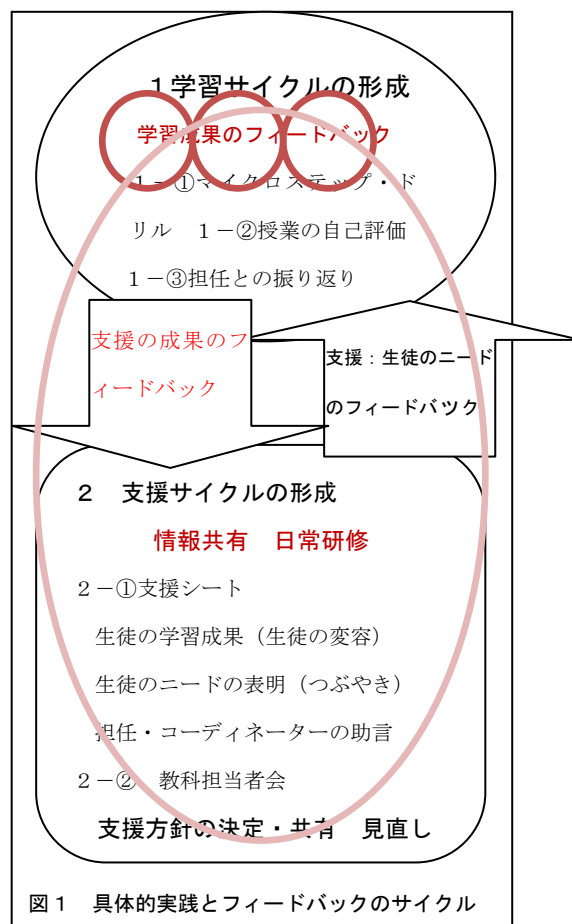 1学習サイクルの形成
学習成果のフィードバック
1－①マイクロステップ・ド
リル　1－②授業の自己評価
1－③担任との振り返り
支援の成果のフ
ィードバック
支援：生徒のニード
のフィードバツク
2　支援サイクルの形成
情報共有　日常研修
2－①支援シート
生徒の学習成果（生徒の変容）
生徒のニードの表明（つぶやき）
担任・コーディネーターの助言
2－②　教科担当者会
支援方針の決定・共有　見直し
図1　具体的実践とフィードバックのサイクル